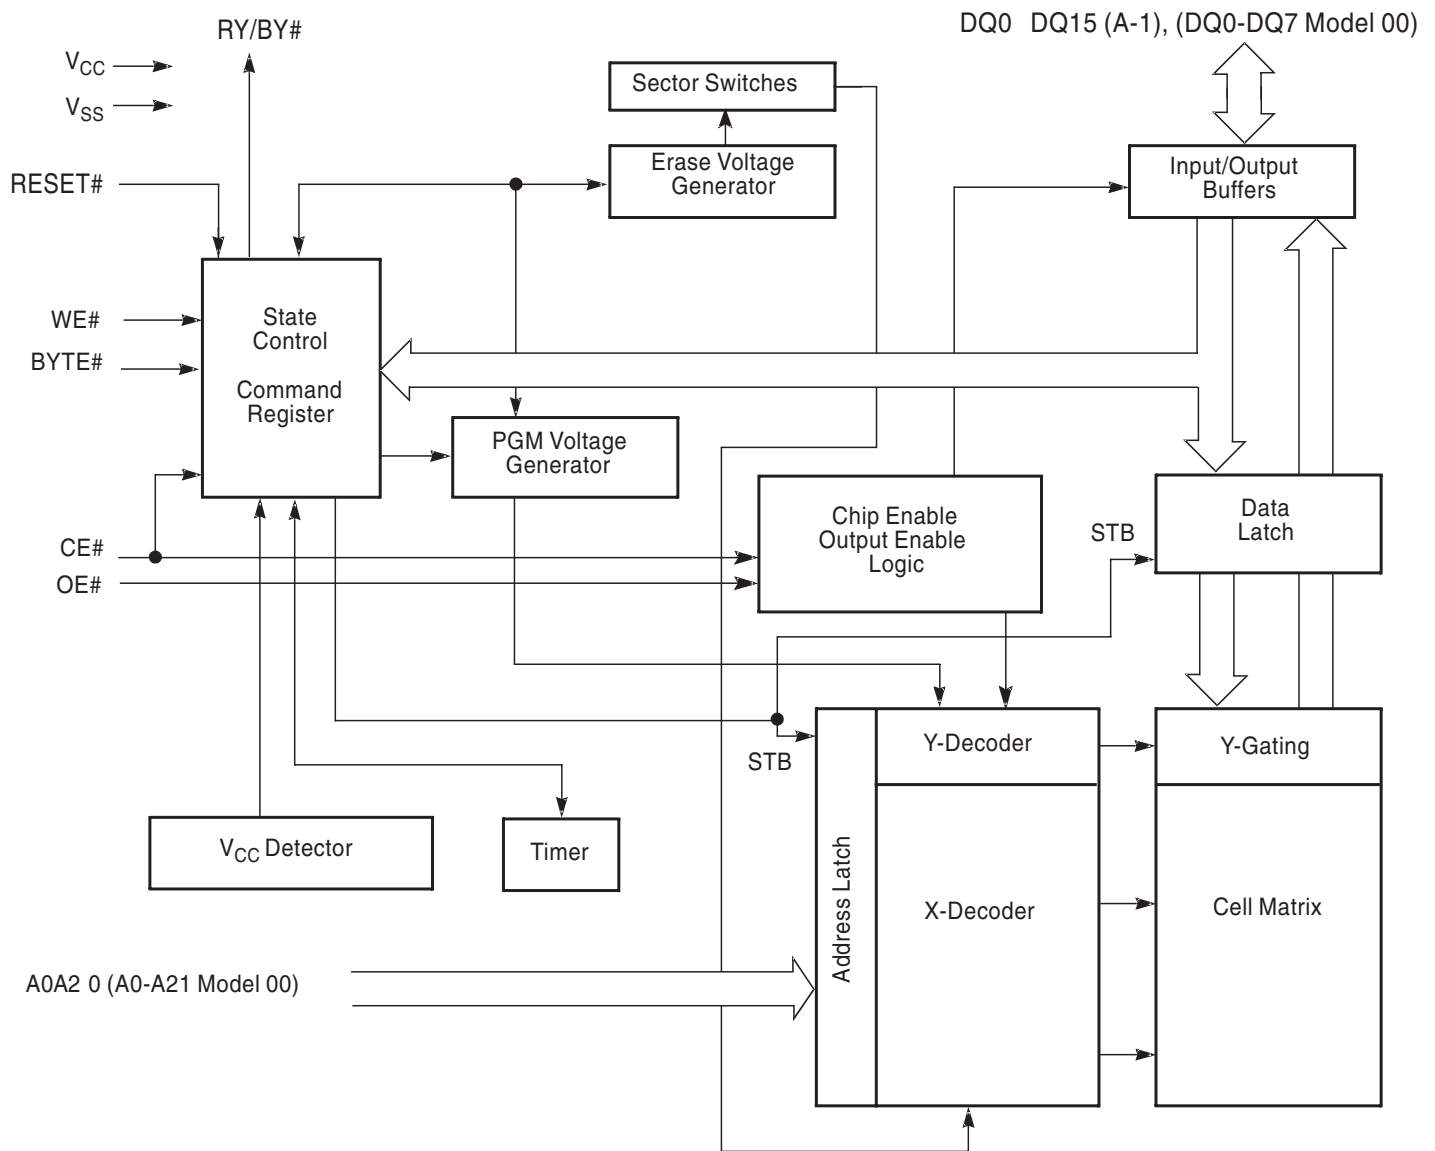 RY/BY#
DQ0 DQ15 (A-1), (DQ0-DQ7 Model 00)
VCC
VSS
Sector Switches
RESET#
Erase Voltage
Generator
Input/Output
Buffers
WE#
BYTE#
State
Control
Command
Register
PGM Voltage
Generator
CE#
OE#
Chip Enable
Output Enable
Logic
STB
Data
Latch
STB
Y-Decoder
Y-Gating
VCC Detector
Timer
Address Latch
X-Decoder
Cell Matrix
A0A2 0 (A0-A21 Model 00)